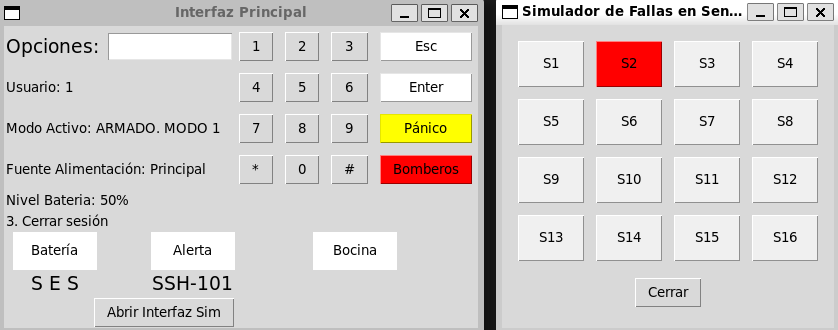 Interfaz Principal
Opciones: 1 2 3 Esc
Usuario: 1 4 5 6 Enter
Modo Activo: ARMADO. MODO 1 7 8 9 Pánico
Fuente Alimentación: Principal * 0 # Bomberos
Nivel Bateria: 50%
3. Cerrar sesión
Batería Alerta Bocina
S E S SSH-101
Abrir Interfaz Sim
Simulador de Fallas en Sen...
S1 S2 S3 S4
S5 S6 S7 S8
S9 S10 S11 S12
S13 S14 S15 S16
Cerrar